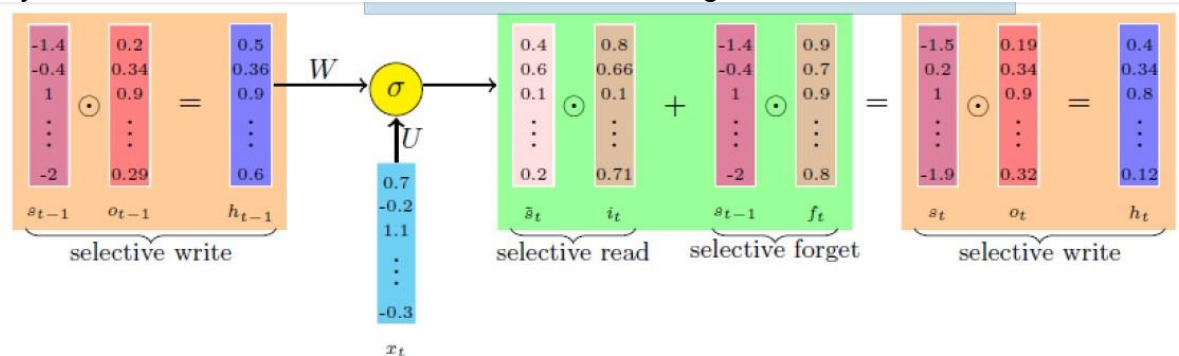 -1.4 0.2 0.5 0.4 0.8 -1.4 0.9 -1.5 0.19 0.4
-0.4 0.34 0.36 W σ 0.6 0.66 -0.4 0.7 0.2 0.34 0.34
1 ⊙ 0.9 = 0.9 0.1 ⊙ 0.1 + 1 ⊙ 0.9 = 1 ⊙ 0.9 = 0.8
⋮ ⋮ ⋮ U ⋮ ⋮ ⋮ ⋮ ⋮ ⋮ ⋮
-2 0.29 0.6 0.2 0.71 -2 0.8 -1.9 0.32 0.12
s_{t-1} o_{t-1} h_{t-1} s̃_t i_t s_{t-1} f_t s_t o_t h_t
selective write selective read selective forget selective write
0.7
-0.2
1.1
⋮
-0.3
x_t